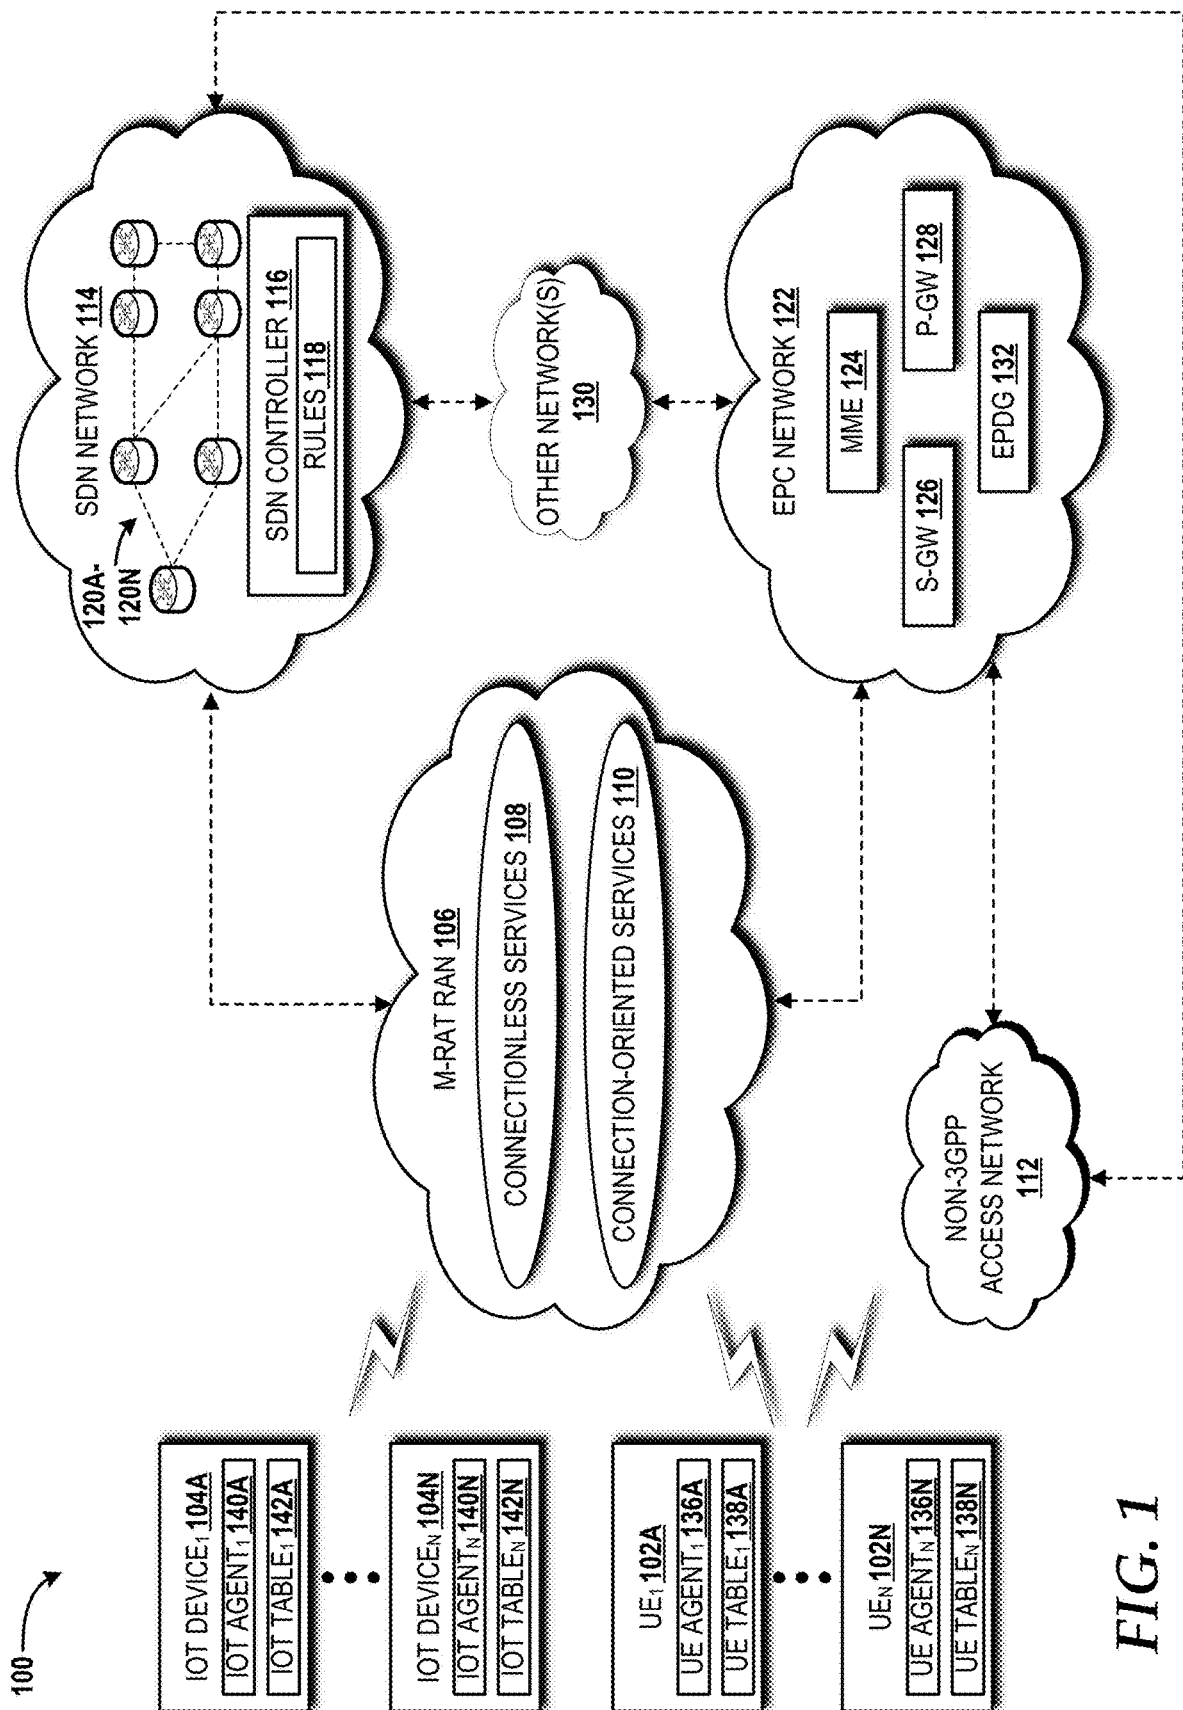 100
IOT DEVICE₁ 104A
IOT AGENT₁ 140A
IOT TABLE₁ 142A
IOT DEVICEN 104N
IOT AGENTN 140N
IOT TABLEN 142N
UE₁ 102A
UE AGENT₁ 136A
UE TABLE₁ 138A
UEN 102N
UE AGENTN 136N
UE TABLEN 138N
M-RAT RAN 106
CONNECTIONLESS SERVICES 108
CONNECTION-ORIENTED SERVICES 110
NON-3GPP
ACCESS NETWORK
112
SDN NETWORK 114
120A-
120N
SDN CONTROLLER 116
RULES 118
OTHER NETWORK(S)
130
EPC NETWORK 122
MME 124
S-GW 126
P-GW 128
EPDG 132
FIG. 1